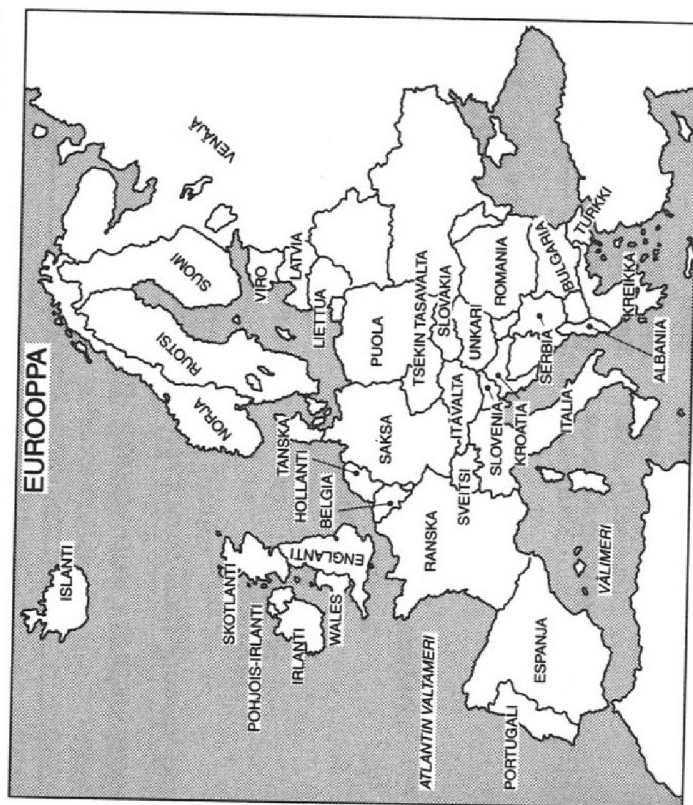 EUROOPPA
ISLANTI
NORJA
RUOTSI
SUOMI
VENÄJÄ
SKOTLANTI
POHJOIS-IRLANTI
IRLANTI
WALES
ENGLANTI
TANSKA
HOLLANTI
BELGIA
VIRO
LATVIA
LIETTUA
SAKSA
PUOLA
TSEKIN TASAVALTA
SLOVAKIA
RANSKA
SVEITSI
ITÄVALTA
UNKARI
ROMANIA
SLOVENIA
KROATIA
SERBIA
BULGARIA
TURKKI
ITALIA
ALBANIA
KREIKKA
ATLANTIN VALTAMERI
PORTUGALI
ESPANJA
VÄLIMERI